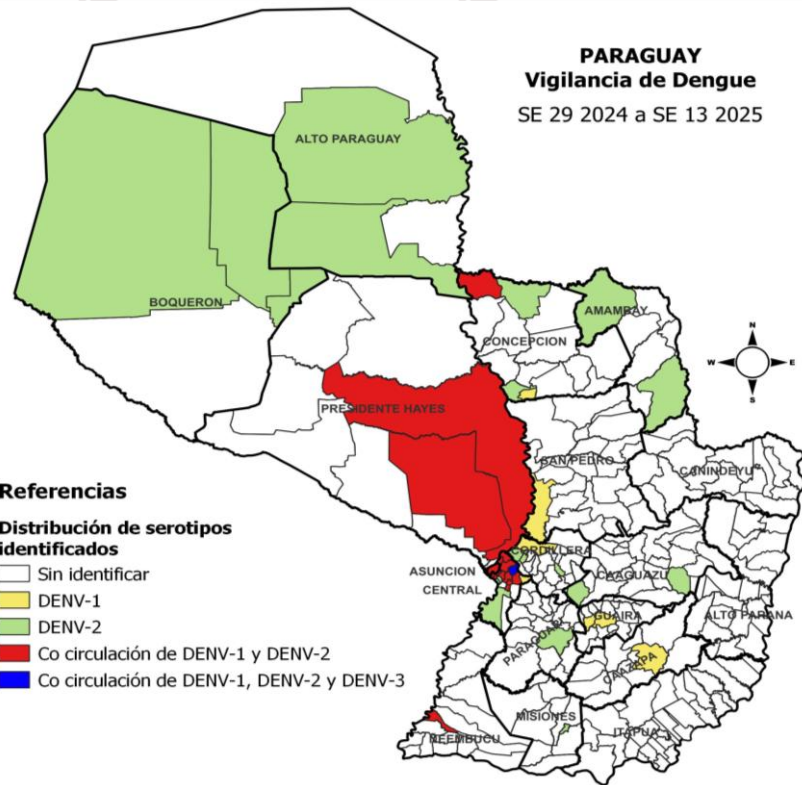 PARAGUAY
Vigilancia de Dengue
SE 29 2024 a SE 13 2025
ALTO PARAGUAY
BOQUERON
AMAMBAY
CONCEPCION
N
W
E
S
PRESIDENTE HAYES
SAN PEDRO
CANINDEYU
Referencias
Distribución de serotipos
identificados
Sin identificar
DENV-1
DENV-2
Co circulación de DENV-1 y DENV-2
Co circulación de DENV-1, DENV-2 y DENV-3
CORDILLERA
ASUNCION
CENTRAL
CAAGUAZU
ALTO PARANA
GUAIRA
PARAGUARI
CAAZAPA
MISIONES
ÑEEMBUCU
ITAPUA